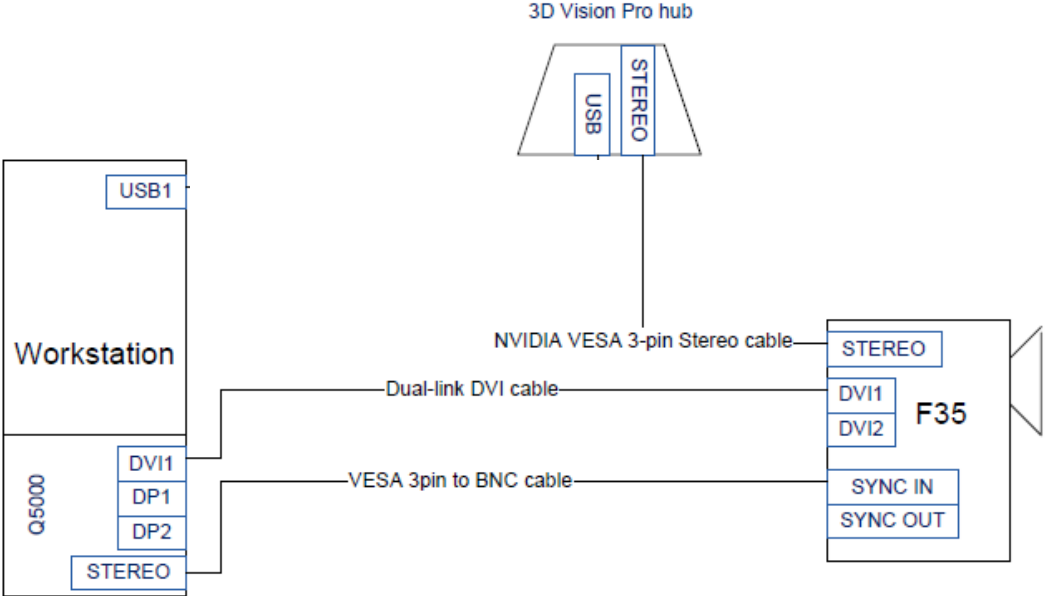 3D Vision Pro hub
USB
STEREO
USB1
Workstation
NVIDIA VESA 3-pin Stereo cable
STEREO
Dual-link DVI cable
DVI1
DVI2
F35
Q5000
DVI1
DP1
DP2
STEREO
VESA 3pin to BNC cable
SYNC IN
SYNC OUT